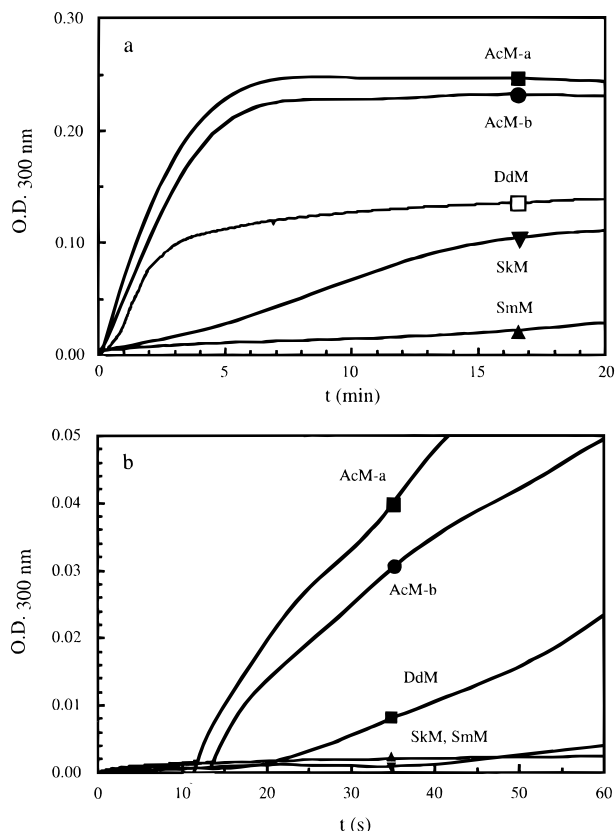 a
0.30
0.20
0.10
0.00
O.D. 300 nm
AcM-a
AcM-b
DdM
SkM
SmM
0 5 10 15 20
t (min)
b
0.05
0.04
0.03
0.02
0.01
0.00
O.D. 300 nm
AcM-a
AcM-b
DdM
SkM, SmM
0 10 20 30 40 50 60
t (s)